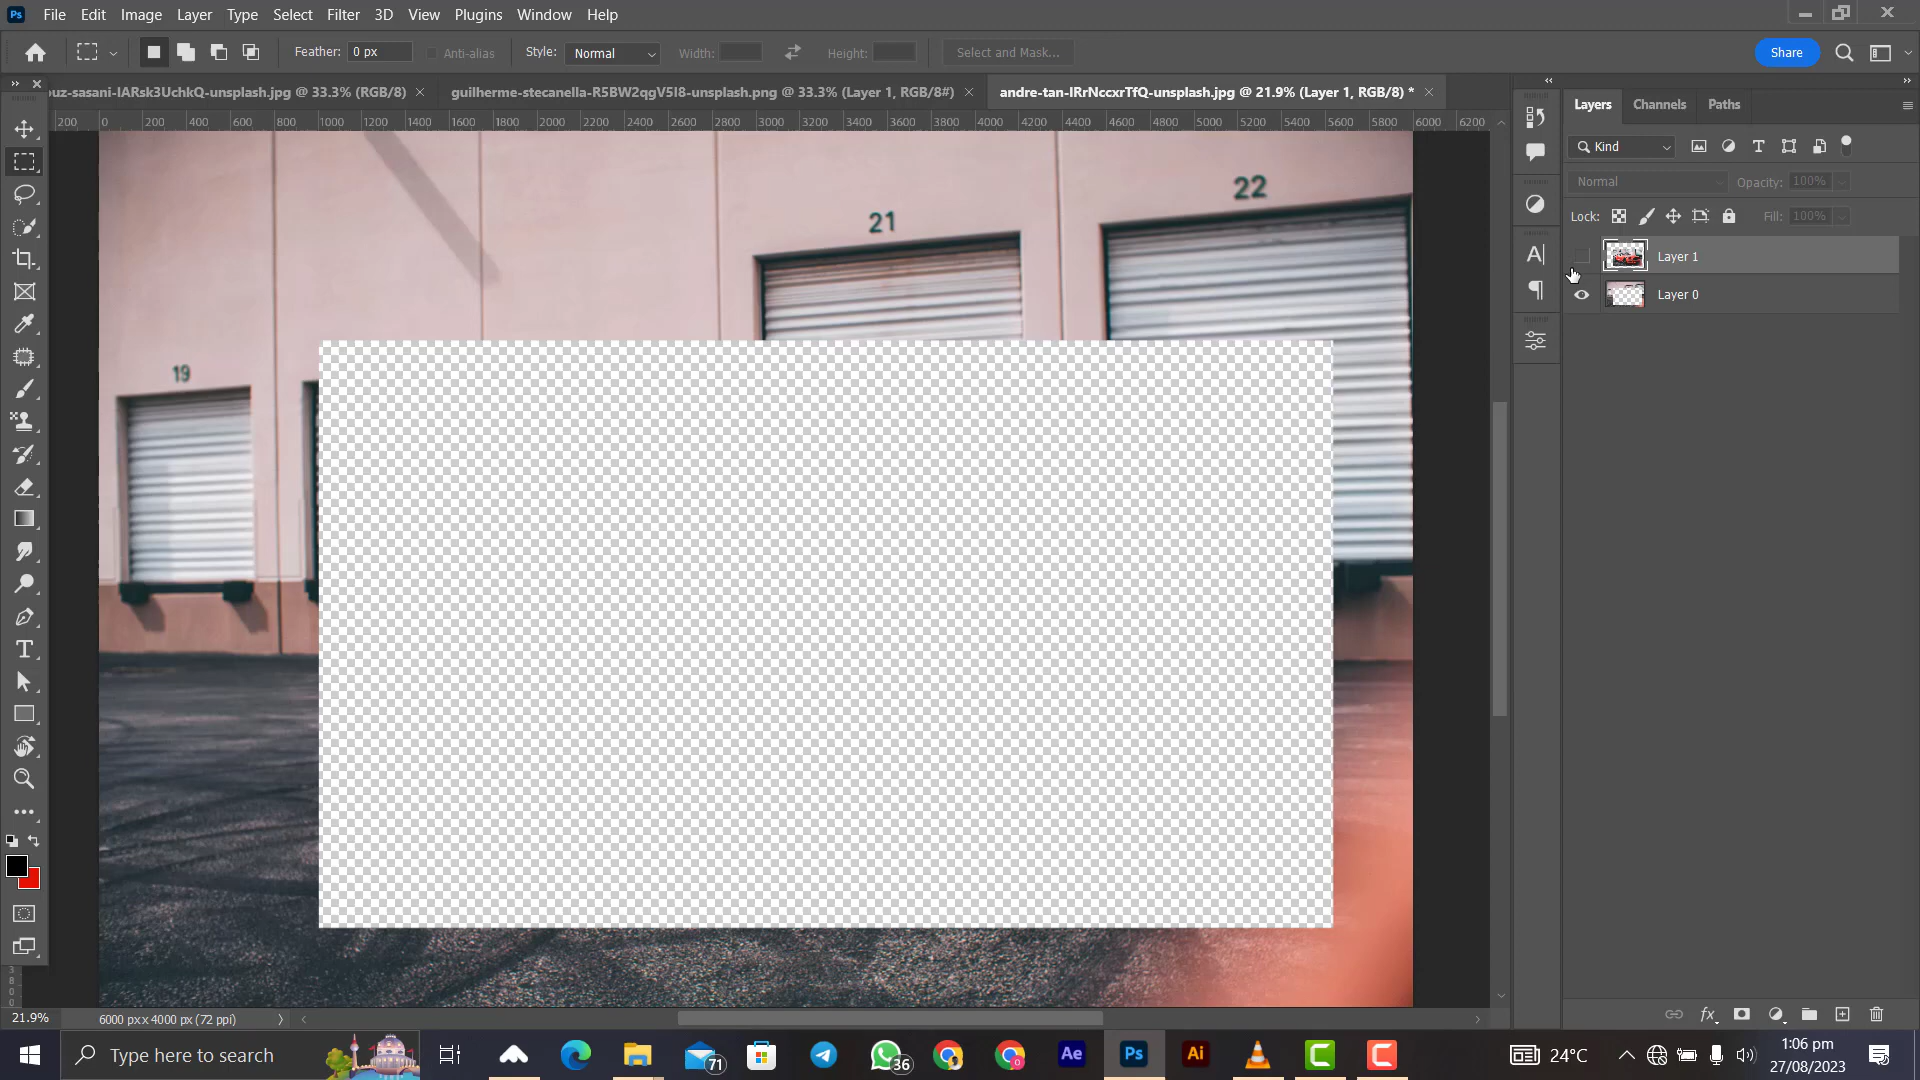 Ps File Edit Image Layer Type Select Filter 3D View Plugins Window Help
Feather: 0 px Anti-alias Style: Normal Width: Height: Select and Mask... Share
uz-sasani-IARsk3UchkQ-unsplash.jpg @ 33.3% (RGB/8) guilherme-stecanella-R5BW2qgV5I8-unsplash.png @ 33.3% (Layer 1, RGB/8#) andre-tan-lRrNccxrTfQ-unsplash.jpg @ 21.9% (Layer 1, RGB/8) *
Layers Channels Paths
200 0 200 400 600 800 1000 1200 1400 1600 1800 2000 2200 2400 2600 2800 3000 3200 3400 3600 3800 4000 4200 4400 4600 4800 5000 5200 5400 5600 5800 6000 6200
Kind
Normal Opacity: 100%
Lock: Fill: 100%
Layer 1
Layer 0
22
21
19
21.9% 6000 px x 4000 px (72 ppi)
Type here to search
71
36
Ae
Ps
Ai
24°C
1:06 pm
27/08/2023